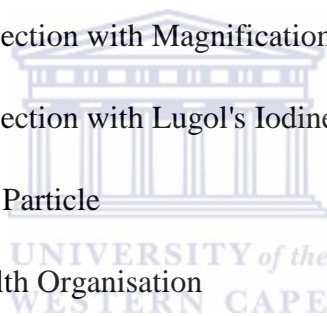 ection with Magnification
ection with Lugol's Iodine
Particle
UNIVERSITY of the
lth Organisation
WESTERN CAPE